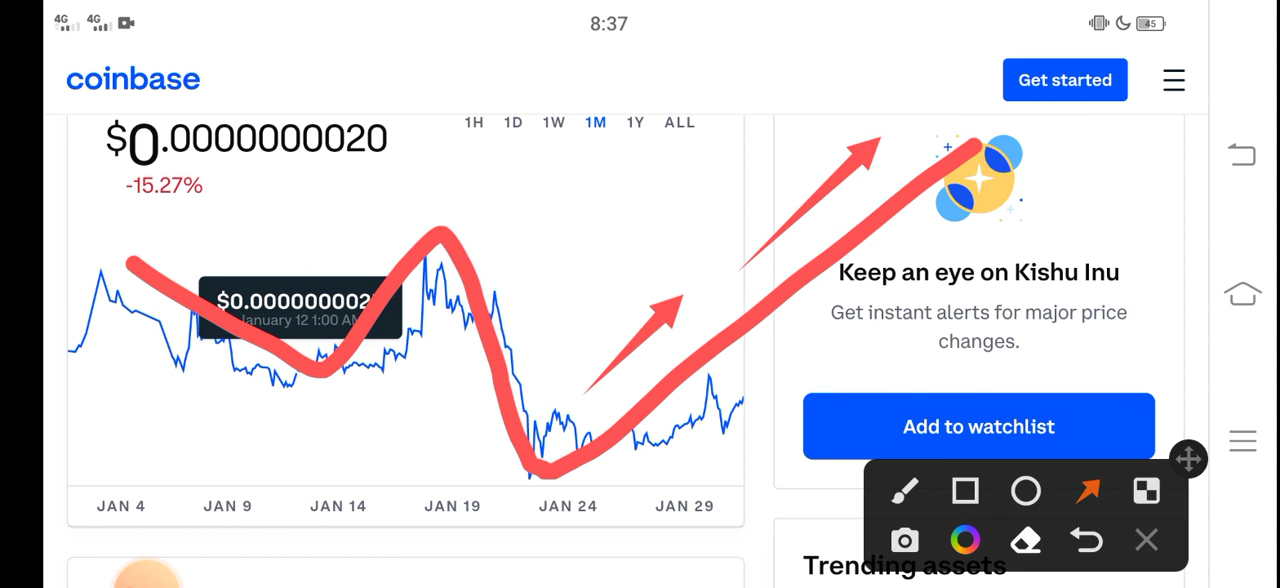 4G 4G 8:37 45
coinbase
Get started
$0.0000000020
1H 1D 1W 1M 1Y ALL
-15.27%
$0.000000002
January 12 1:00 AM
JAN 4 JAN 9 JAN 14 JAN 19 JAN 24 JAN 29
Keep an eye on Kishu Inu
Get instant alerts for major price
changes.
Add to watchlist
Trending assets